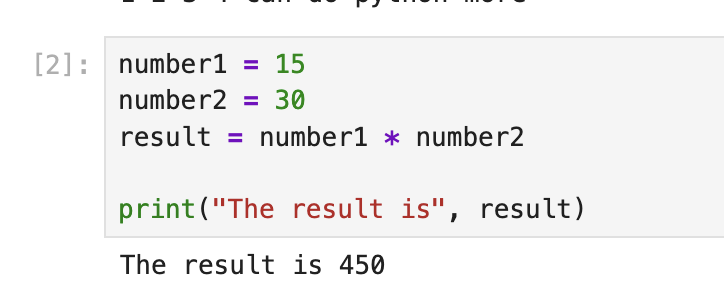 [2]:
number1 = 15
number2 = 30
result = number1 * number2
print("The result is", result)
The result is 450